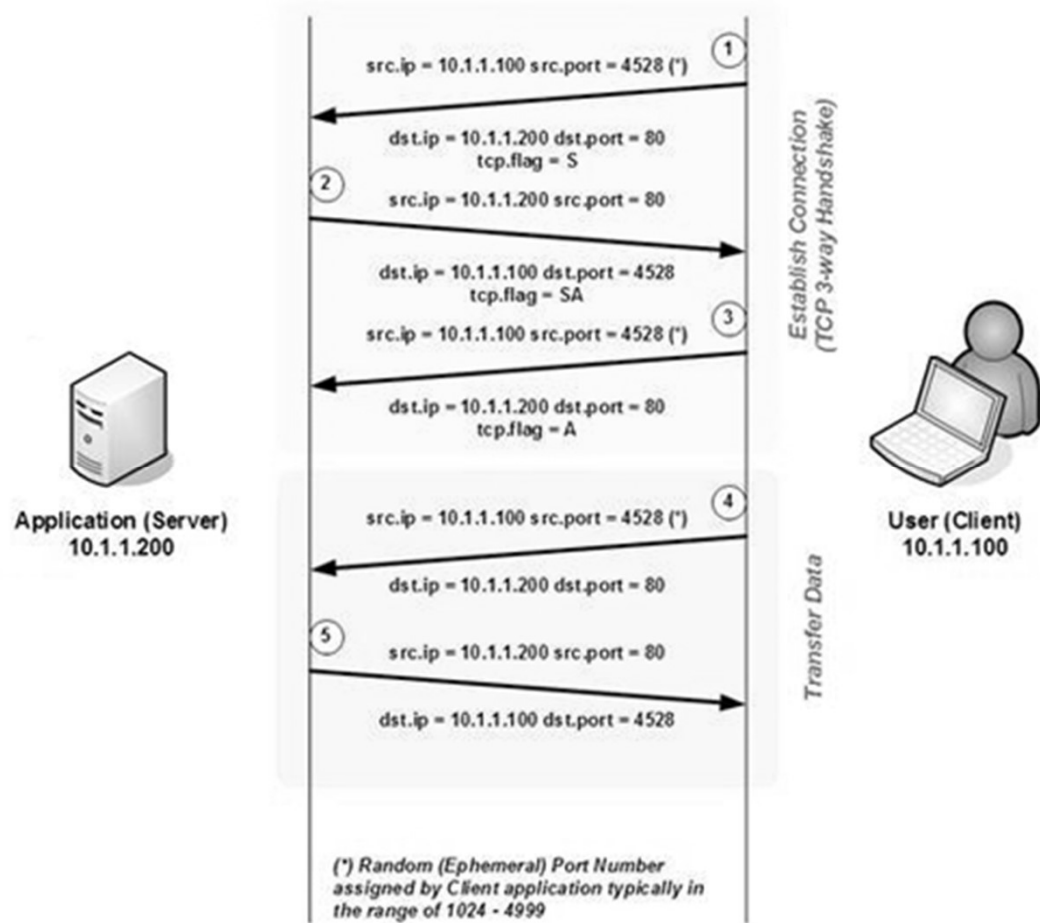 1
src.ip = 10.1.1.100 src.port = 4528 (*)
dst.ip = 10.1.1.200 dst.port = 80
tcp.flag = S
2
src.ip = 10.1.1.200 src.port = 80
dst.ip = 10.1.1.100 dst.port = 4528
tcp.flag = SA
3
src.ip = 10.1.1.100 src.port = 4528 (*)
dst.ip = 10.1.1.200 dst.port = 80
tcp.flag = A
Establish Connection
(TCP 3-way Handshake)
Application (Server)
10.1.1.200
User (Client)
10.1.1.100
4
src.ip = 10.1.1.100 src.port = 4528 (*)
dst.ip = 10.1.1.200 dst.port = 80
5
src.ip = 10.1.1.200 src.port = 80
dst.ip = 10.1.1.100 dst.port = 4528
Transfer Data
(*) Random (Ephemeral) Port Number
assigned by Client application typically in
the range of 1024 - 4999